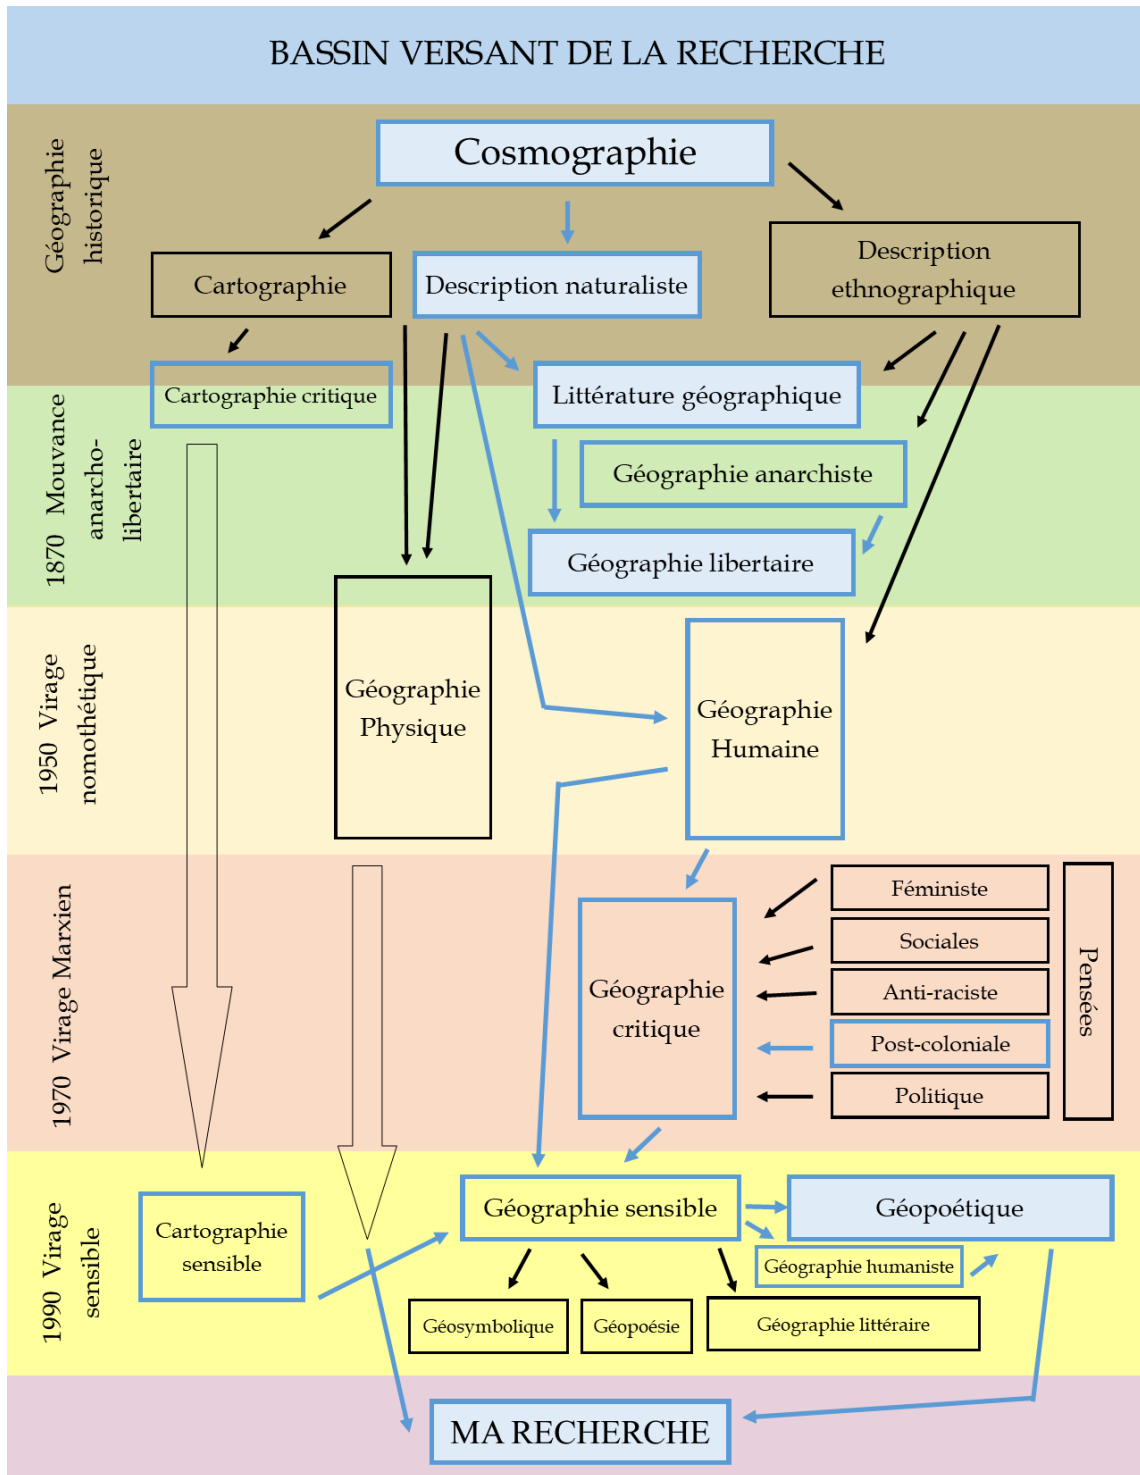 BASSIN VERSANT DE LA RECHERCHE
Géographie
historique
Cosmographie
Cartographie
Description naturaliste
Description
ethnographique
Cartographie critique
Littérature géographique
1870 Mouvance
anarcho-
libertaire
Géographie anarchiste
Géographie libertaire
1950 Virage
nomothétique
Géographie
Physique
Géographie
Humaine
1970 Virage Marxien
Géographie
critique
Féministe
Sociales
Anti-raciste
Post-coloniale
Politique
Pensées
1990 Virage
sensible
Cartographie
sensible
Géographie sensible
Géopoétique
Géographie humaniste
Géosymbolique
Géopoésie
Géographie littéraire
MA RECHERCHE